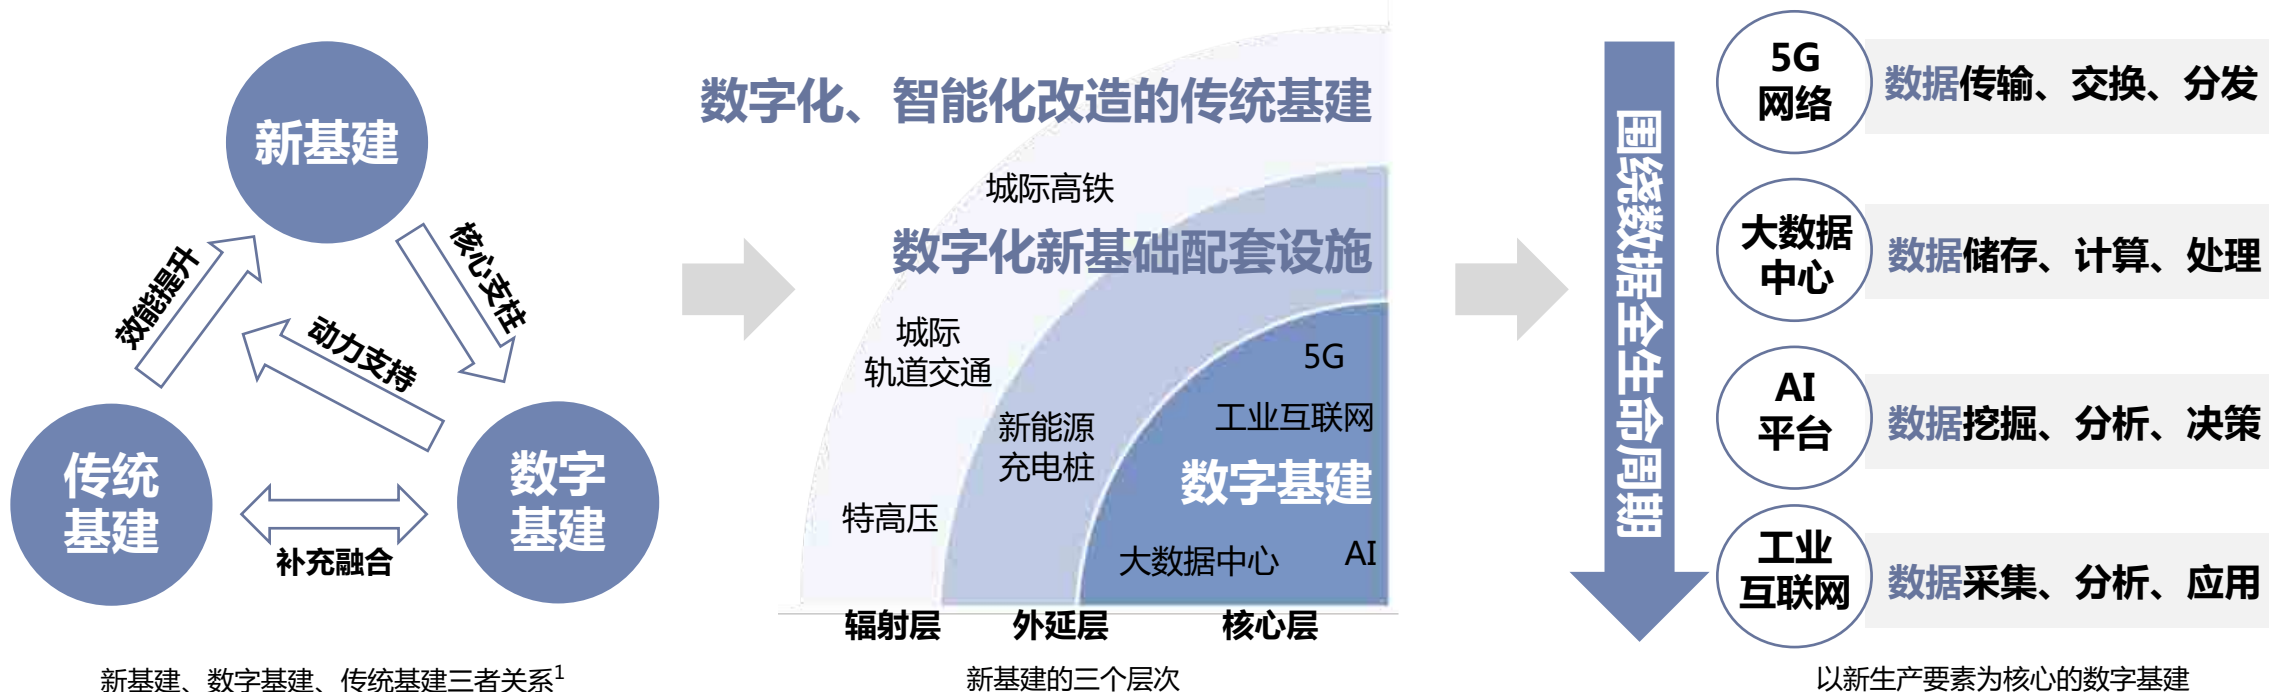 新基建
效能提升
核心支柱
动力支持
传统
基建
数字
基建
补充融合
新基建、数字基建、传统基建三者关系1
数字化、智能化改造的传统基建
城际高铁
数字化新基础配套设施
城际
轨道交通
5G
新能源
充电桩
工业互联网
数字基建
特高压
大数据中心
AI
辐射层
外延层
核心层
新基建的三个层次
围绕数据全生命周期
5G
网络
数据传输、交换、分发
大数据
中心
数据储存、计算、处理
AI
平台
数据挖掘、分析、决策
工业
互联网
数据采集、分析、应用
以新生产要素为核心的数字基建